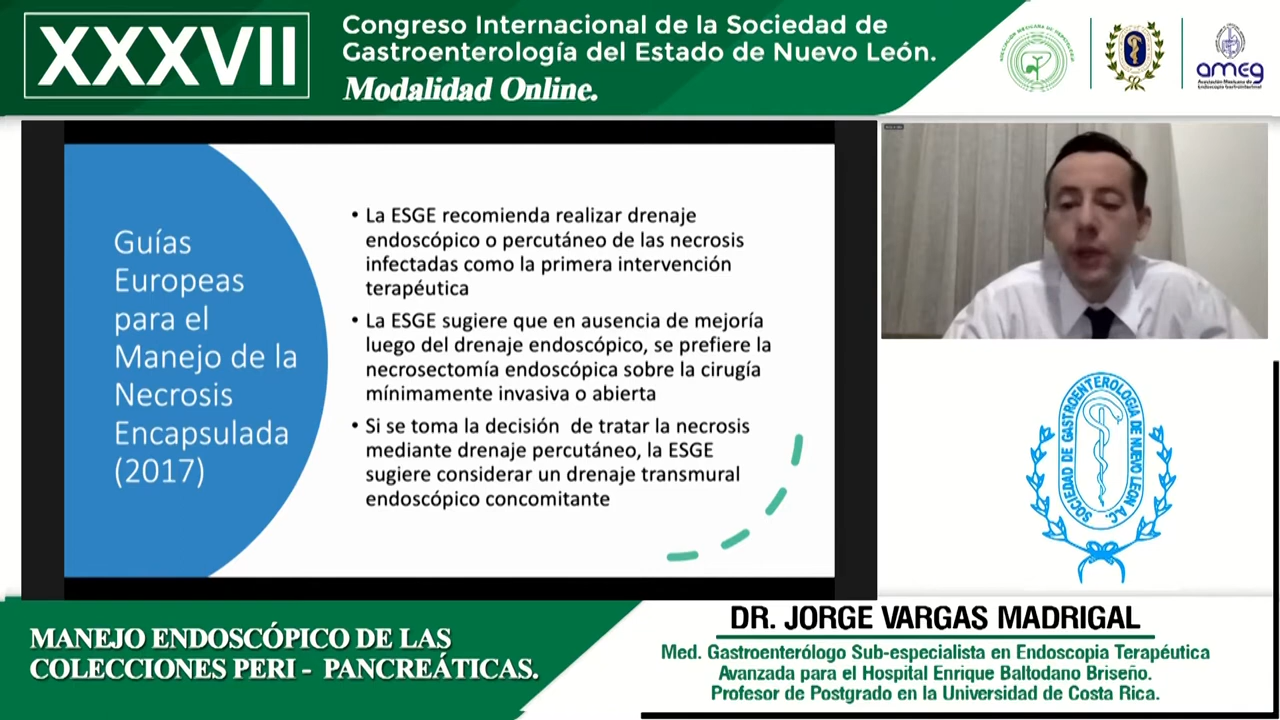 XXXVII
Congreso Internacional de la Sociedad de
Gastroenterología del Estado de Nuevo León.
Modalidad Online.
ameg
Asociación Mexicana de
Endoscopia Gastrointestinal
Guías
Europeas
para el
Manejo de la
Necrosis
Encapsulada
(2017)
• La ESGE recomienda realizar drenaje
endoscópico o percutáneo de las necrosis
infectadas como la primera intervención
terapéutica
• La ESGE sugiere que en ausencia de mejoría
luego del drenaje endoscópico, se prefiere la
necrosectomía endoscópica sobre la cirugía
mínimamente invasiva o abierta
• Si se toma la decisión de tratar la necrosis
mediante drenaje percutáneo, la ESGE
sugiere considerar un drenaje transmural
endoscópico concomitante
SOCIEDAD DE GASTROENTEROLOGIA DE NUEVO LEON A.C.
MANEJO ENDOSCÓPICO DE LAS
COLECCIONES PERI - PANCREÁTICAS.
DR. JORGE VARGAS MADRIGAL
Med. Gastroenterólogo Sub-especialista en Endoscopia Terapéutica
Avanzada para el Hospital Enrique Baltodano Briseño.
Profesor de Postgrado en la Universidad de Costa Rica.